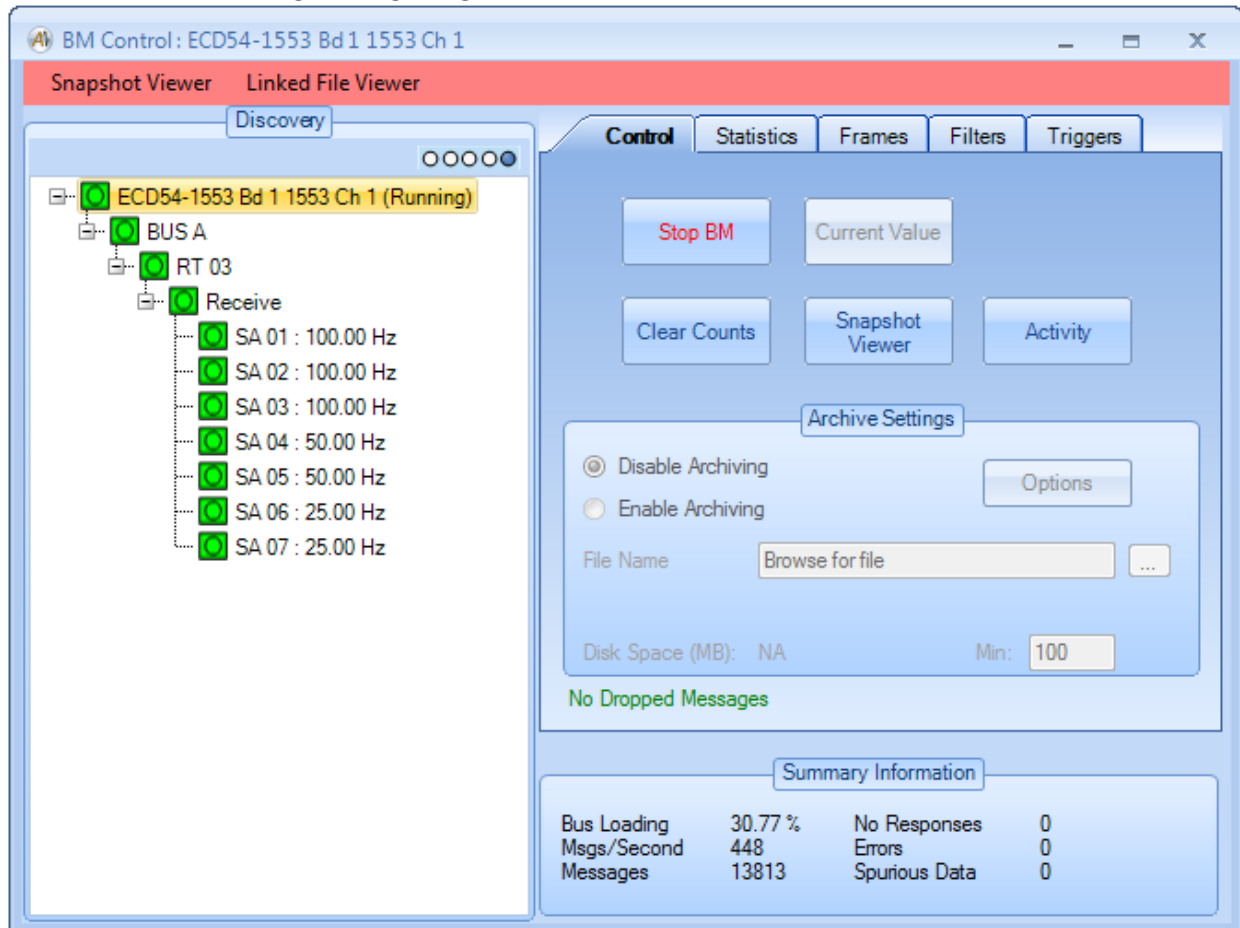 BM Control : ECD54-1553 Bd 1 1553 Ch 1
Snapshot Viewer Linked File Viewer
Discovery
ECD54-1553 Bd 1 1553 Ch 1 (Running)
BUS A
RT 03
Receive
SA 01 : 100.00 Hz
SA 02 : 100.00 Hz
SA 03 : 100.00 Hz
SA 04 : 50.00 Hz
SA 05 : 50.00 Hz
SA 06 : 25.00 Hz
SA 07 : 25.00 Hz
Control Statistics Frames Filters Triggers
Stop BM Current Value
Clear Counts Snapshot Viewer Activity
Archive Settings
Disable Archiving
Options
Enable Archiving
File Name Browse for file ...
Disk Space (MB): NA Min: 100
No Dropped Messages
Summary Information
Bus Loading 30.77 % No Responses 0
Msgs/Second 448 Errors 0
Messages 13813 Spurious Data 0